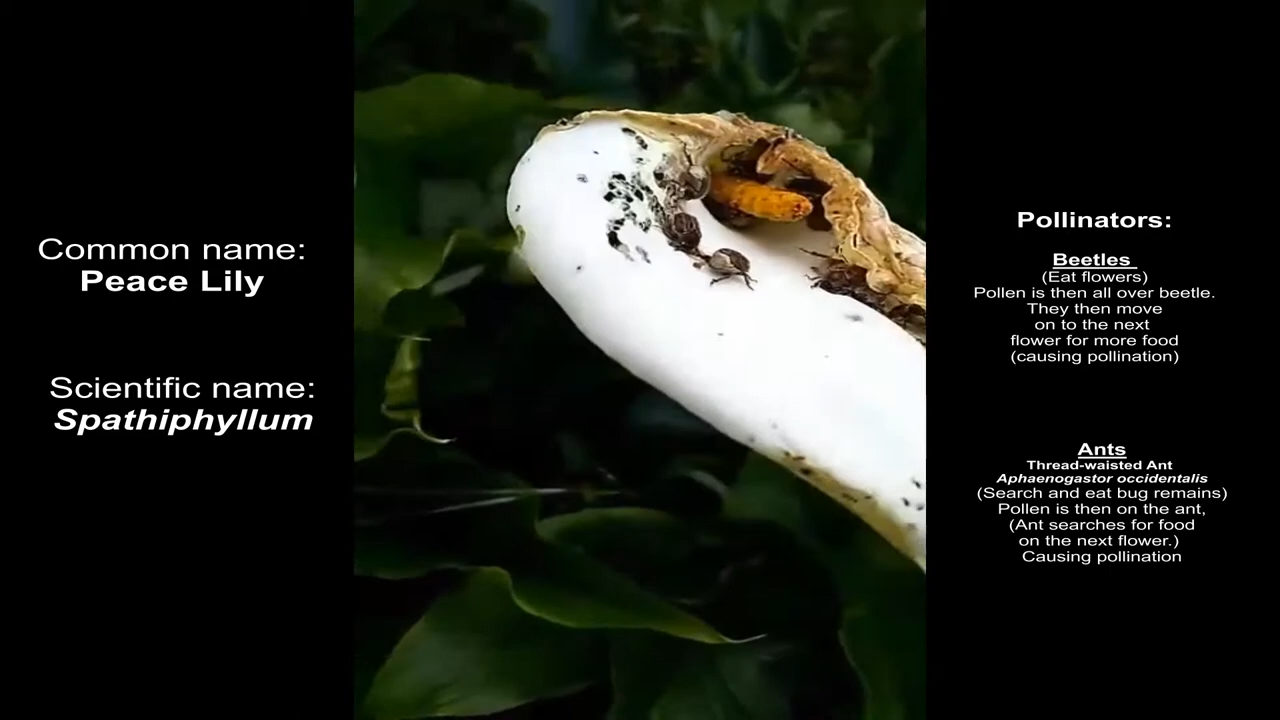 Common name:
Peace Lily
Scientific name:
Spathiphyllum
Pollinators:
Beetles
(Eat flowers)
Pollen is then all over beetle.
They then move
on to the next
flower for more food
(causing pollination)
Ants
Thread-waisted Ant
Aphaenogastor occidentalis
(Search and eat bug remains)
Pollen is then on the ant,
(Ant searches for food
on the next flower.)
Causing pollination